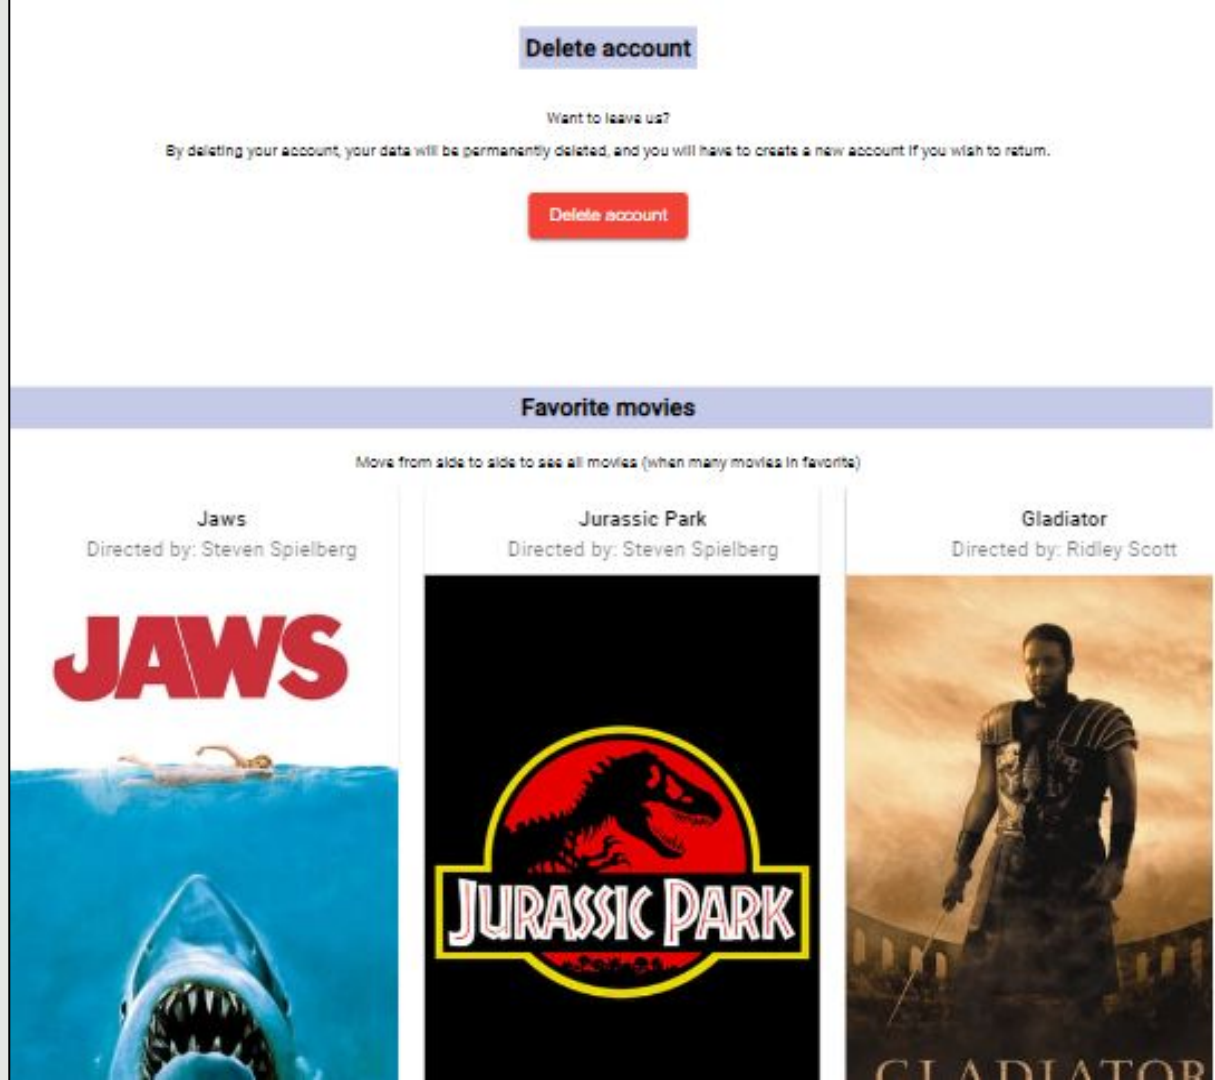 Delete account
Want to leave us?
By deleting your account, your data will be permanently deleted, and you will have to create a new account if you wish to return.
Delete account
Favorite movies
Move from side to side to see all movies (when many movies in favorite)
Jaws
Directed by: Steven Spielberg
JAWS
Jurassic Park
Directed by: Steven Spielberg
JURASSIC PARK
Gladiator
Directed by: Ridley Scott
GLADIATOR